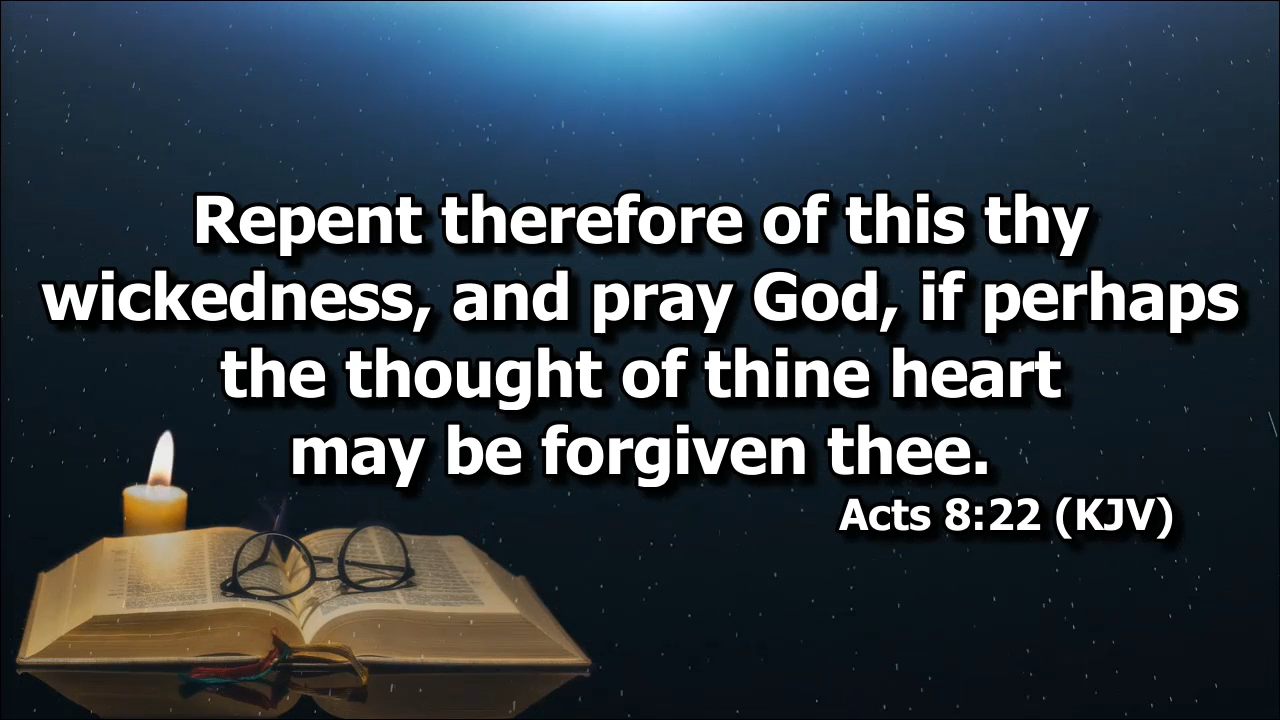 Repent therefore of this thy
wickedness, and pray God, if perhaps
the thought of thine heart
may be forgiven thee.
Acts 8:22 (KJV)